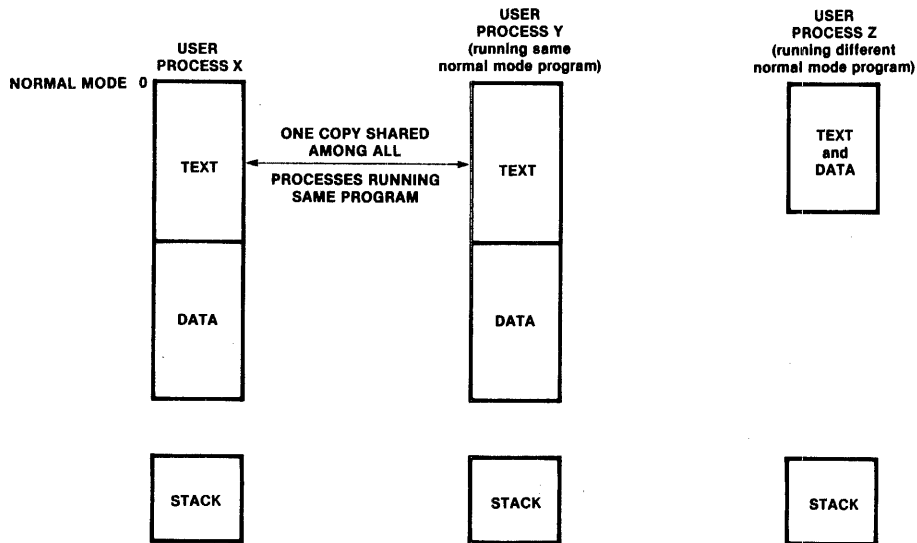 USER
PROCESS X
USER
PROCESS Y
(running same
normal mode program)
USER
PROCESS Z
(running different
normal mode program)
NORMAL MODE 0
TEXT
ONE COPY SHARED
AMONG ALL
PROCESSES RUNNING
SAME PROGRAM
TEXT
TEXT
and
DATA
DATA
DATA
STACK
STACK
STACK